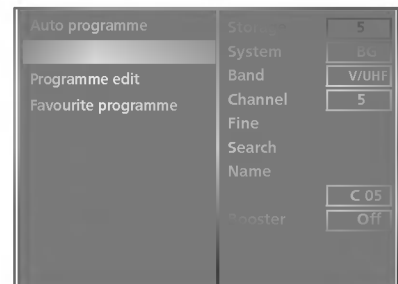 Auto programme
Programme edit
Favourite programme
Storage 5
System BG
Band V/UHF
Channel 5
Fine
Search
Name
C 05
Booster Off